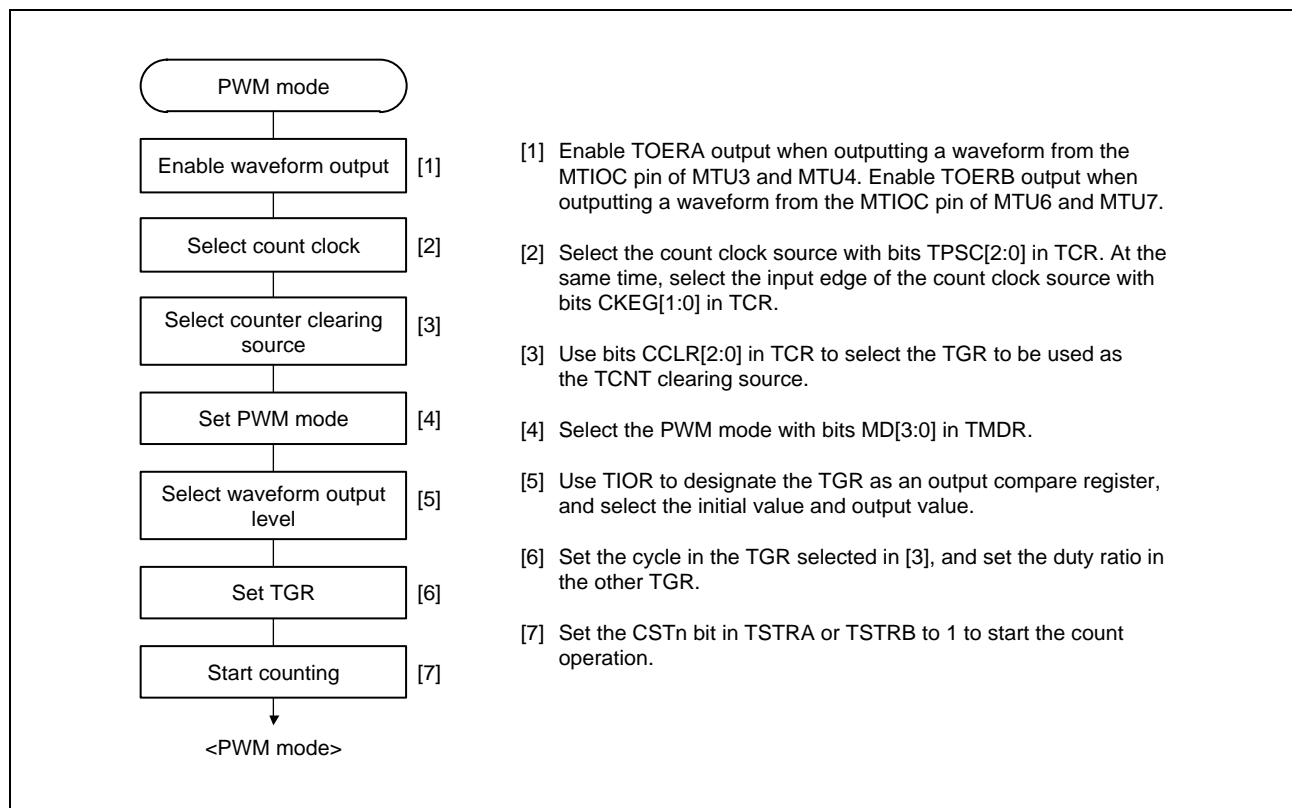 PWM mode
Enable waveform output [1]
Select count clock [2]
Select counter clearing
source
[3]
Set PWM mode [4]
Select waveform output
level
[5]
Set TGR [6]
Start counting [7]
<PWM mode>
[1] Enable TOERA output when outputting a waveform from the
MTIOC pin of MTU3 and MTU4. Enable TOERB output when
outputting a waveform from the MTIOC pin of MTU6 and MTU7.
[2] Select the count clock source with bits TPSC[2:0] in TCR. At the
same time, select the input edge of the count clock source with
bits CKEG[1:0] in TCR.
[3] Use bits CCLR[2:0] in TCR to select the TGR to be used as
the TCNT clearing source.
[4] Select the PWM mode with bits MD[3:0] in TMDR.
[5] Use TIOR to designate the TGR as an output compare register,
and select the initial value and output value.
[6] Set the cycle in the TGR selected in [3], and set the duty ratio in
the other TGR.
[7] Set the CSTn bit in TSTRA or TSTRB to 1 to start the count
operation.